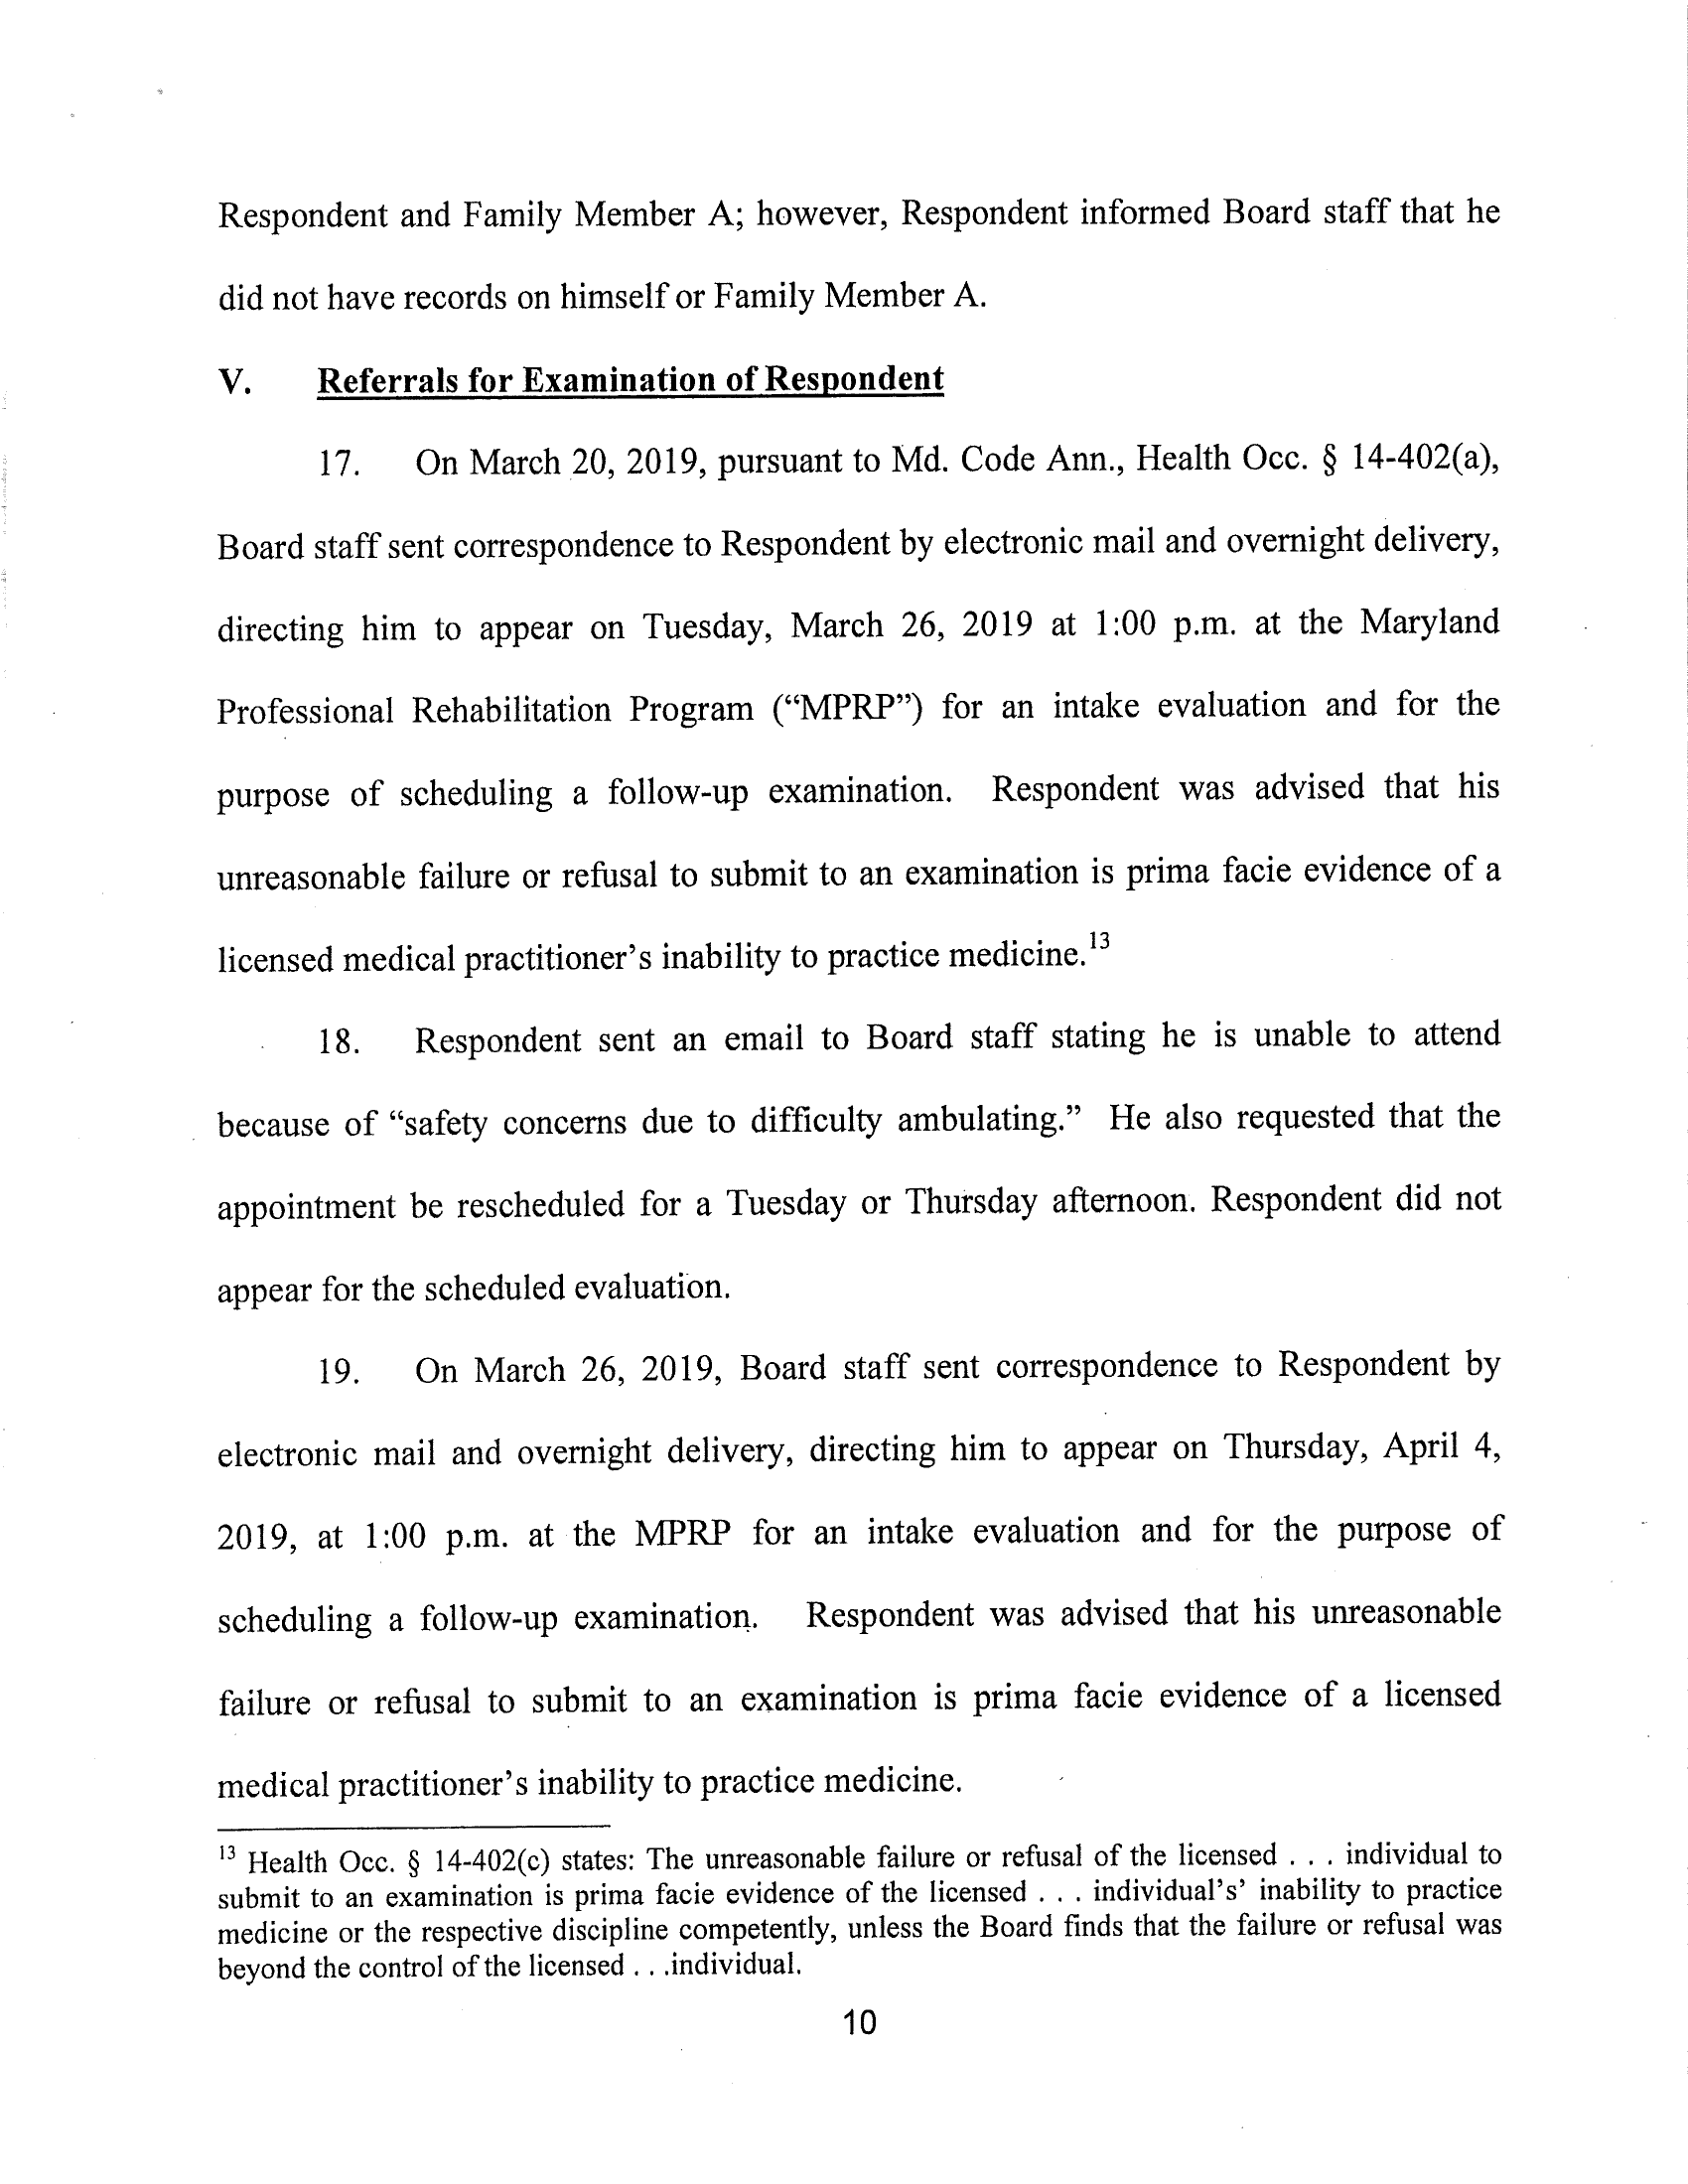 Respondent and Family Member A; however, Respondent informed Board staff that he
did not have records on himself or Family Member A.
V. Referrals for Examination of Respondent
17. On March 20, 2019, pursuant to Md. Code Ann., Health Occ. § 14-402(a),
Board staff sent correspondence to Respondent by electronic mail and overnight delivery,
directing him to appear on Tuesday, March 26, 2019 at 1:00 p.m. at the Maryland
Professional Rehabilitation Program (“MPRP”) for an intake evaluation and for the
purpose of scheduling a follow-up examination. Respondent was advised that his
unreasonable failure or refusal to submit to an examination is prima facie evidence of a
licensed medical practitioner’s inability to practice medicine.13
18. Respondent sent an email to Board staff stating he is unable to attend
because of “safety concerns due to difficulty ambulating.” He also requested that the
appointment be rescheduled for a Tuesday or Thursday afternoon. Respondent did not
appear for the scheduled evaluation.
19. On March 26, 2019, Board staff sent correspondence to Respondent by
electronic mail and overnight delivery, directing him to appear on Thursday, April 4,
2019, at 1:00 p.m. at the MPRP for an intake evaluation and for the purpose of
scheduling a follow-up examination. Respondent was advised that his unreasonable
failure or refusal to submit to an examination is prima facie evidence of a licensed
medical practitioner’s inability to practice medicine.
13 Health Occ. § 14-402(c) states: The unreasonable failure or refusal of the licensed . . . individual to
submit to an examination is prima facie evidence of the licensed . . . individual’s’ inability to practice
medicine or the respective discipline competently, unless the Board finds that the failure or refusal was
beyond the control of the licensed . . .individual.
10